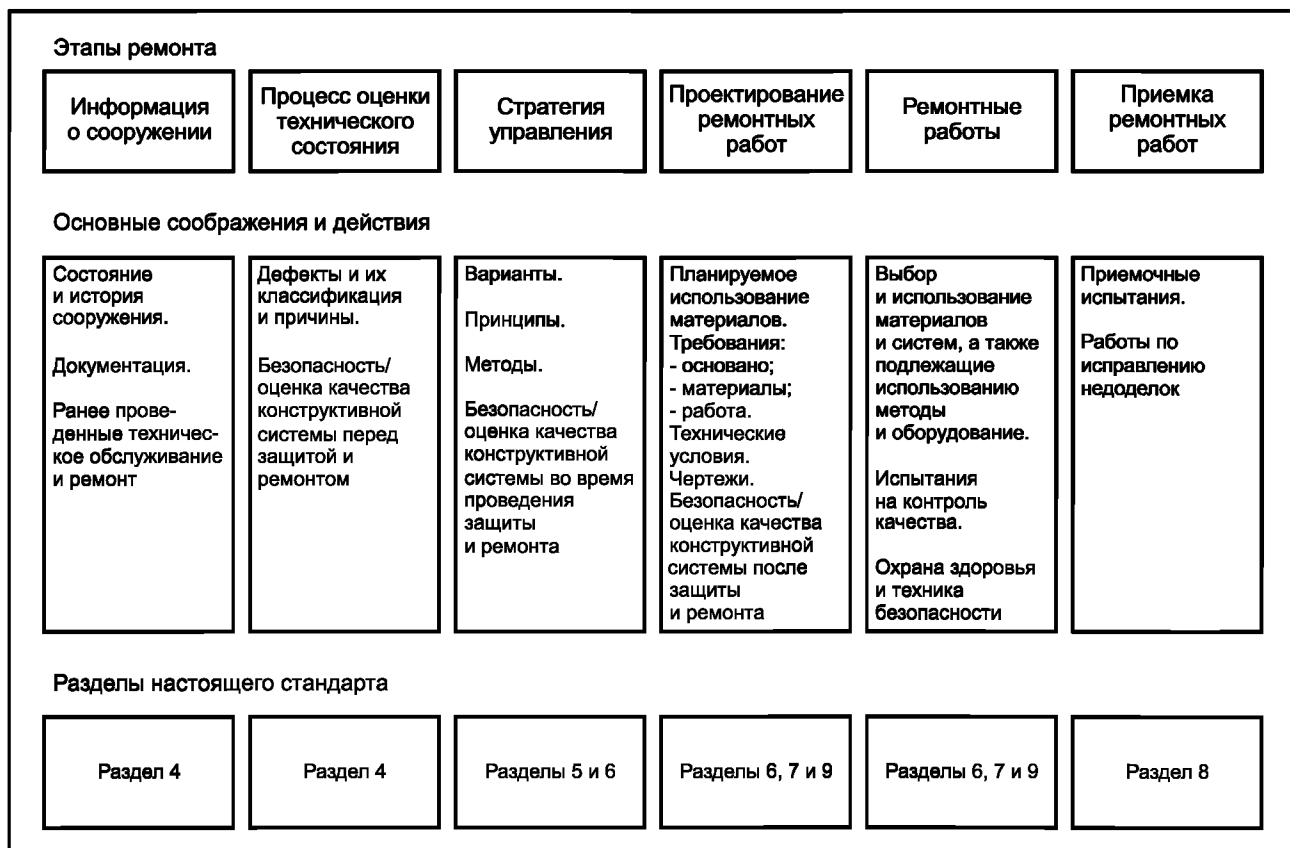 Этапы ремонта
Информация
о сооружении
Процесс оценки
технического
состояния
Стратегия
управления
Проектирование
ремонтных
работ
Ремонтные
работы
Приемка
ремонтных
работ
Основные соображения и действия
Состояние
и история
сооружения.
Документация.
Ранее прове-
денные техничес-
кое обслуживание
и ремонт
Дефекты и их
классификация
и причины.
Безопасность/
оценка качества
конструктивной
системы перед
защитой и
ремонтом
Варианты.
Принципы.
Методы.
Безопасность/
оценка качества
конструктивной
системы во время
проведения
защиты
и ремонта
Планируемое
использование
материалов.
Требования:
- основано;
- материалы;
- работа.
Технические
условия.
Чертежи.
Безопасность/
оценка качества
конструктивной
системы после
защиты
и ремонта
Выбор
и использование
материалов
и систем, а также
подлежащие
использованию
методы
и оборудование.
Испытания
на контроль
качества.
Охрана здоровья
и техника
безопасности
Приемочные
испытания.
Работы по
исправлению
недоделок
Разделы настоящего стандарта
Раздел 4
Раздел 4
Разделы 5 и 6
Разделы 6, 7 и 9
Разделы 6, 7 и 9
Раздел 8